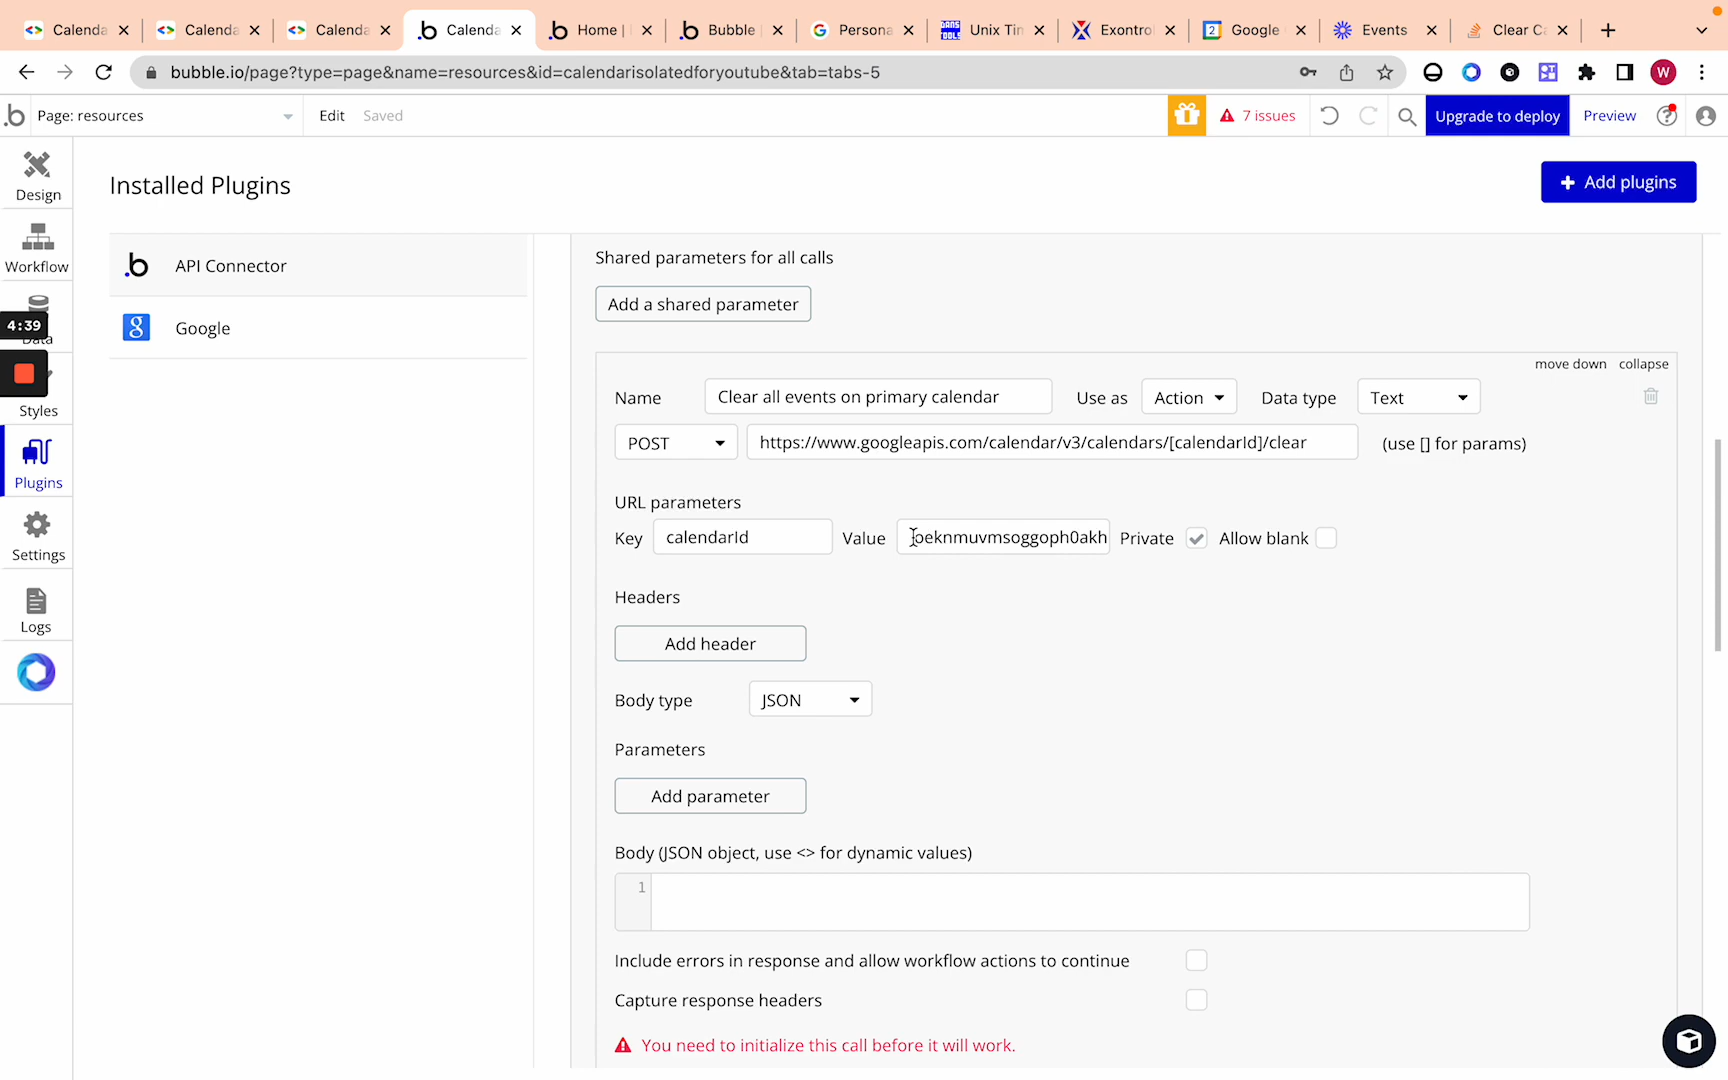 Calenda
Calenda
Calenda
Calenda
Home |
Bubble
Persona
Unix Tin
Exontro
Google
Events
Clear Ca
bubble.io/page?type=page&name=resources&id=calendarisolatedforyoutube&tab=tabs-5
W
Page: resources
Edit
Saved
7 issues
Upgrade to deploy
Preview
Design
Workflow
4:39
Data
Styles
Plugins
Settings
Logs
Installed Plugins
+ Add plugins
API Connector
Google
Shared parameters for all calls
Add a shared parameter
move down collapse
Name Clear all events on primary calendar Use as Action Data type Text
POST https://www.googleapis.com/calendar/v3/calendars/[calendarId]/clear (use [] for params)
URL parameters
Key calendarId Value oeknmuvmsoggoph0akh Private Allow blank
Headers
Add header
Body type JSON
Parameters
Add parameter
Body (JSON object, use <> for dynamic values)
1
Include errors in response and allow workflow actions to continue
Capture response headers
You need to initialize this call before it will work.